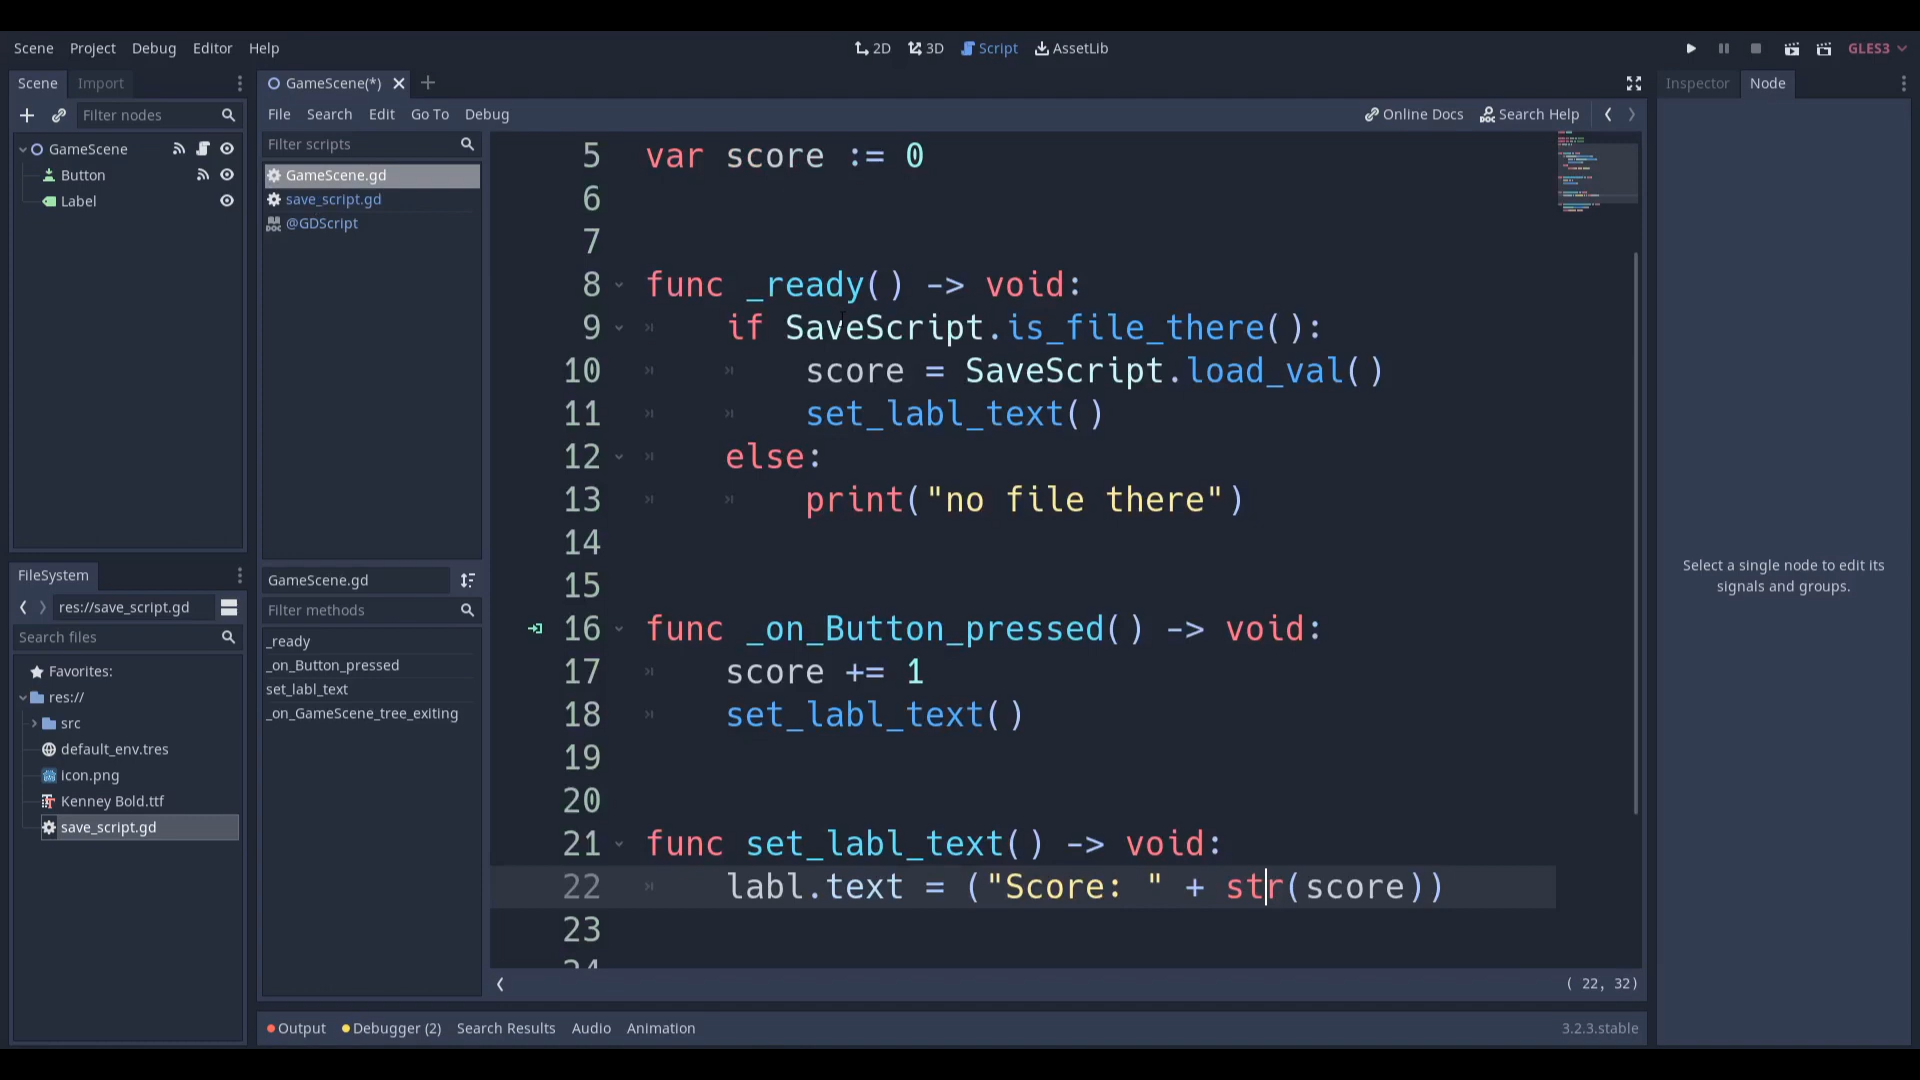 Scene Project Debug Editor Help
2D 3D Script AssetLib
GLES3
Scene Import
Filter nodes
GameScene
Button
Label
FileSystem
res://save_script.gd
Search files
Favorites:
res://
src
default_env.tres
icon.png
Kenney Bold.ttf
save_script.gd
GameScene(*)
File Search Edit Go To Debug
Online Docs Search Help
Filter scripts
GameScene.gd
save_script.gd
@GDScript
GameScene.gd
Filter methods
_ready
_on_Button_pressed
set_labl_text
_on_GameScene_tree_exiting
5 var score := 0
6
7
8 func _ready() -> void:
9 if SaveScript.is_file_there():
10 score = SaveScript.load_val()
11 set_labl_text()
12 else:
13 print("no file there")
14
15
16 func _on_Button_pressed() -> void:
17 score += 1
18 set_labl_text()
19
20
21 func set_labl_text() -> void:
22 labl.text = ("Score: " + str(score))
23
24
( 22, 32)
Output Debugger (2) Search Results Audio Animation
3.2.3.stable
Inspector Node
Select a single node to edit its
signals and groups.